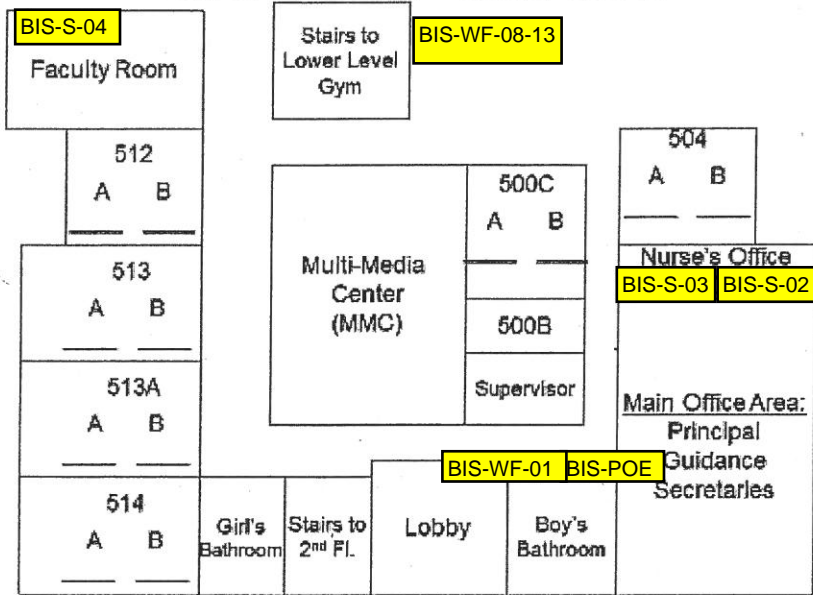 BIS-S-04
Faculty Room
Stairs to
Lower Level
Gym
BIS-WF-08-13
512
A B
504
A B
500C
A B
Multi-Media
Center
(MMC)
500B
Supervisor
Nurse's Office
BIS-S-03 BIS-S-02
513
A B
513A
A B
Main Office Area:
Principal
Guidance
Secretaries
BIS-WF-01 BIS-POE
514
A B
Girl's
Bathroom
Stairs to
2nd Fl.
Lobby
Boy's
Bathroom